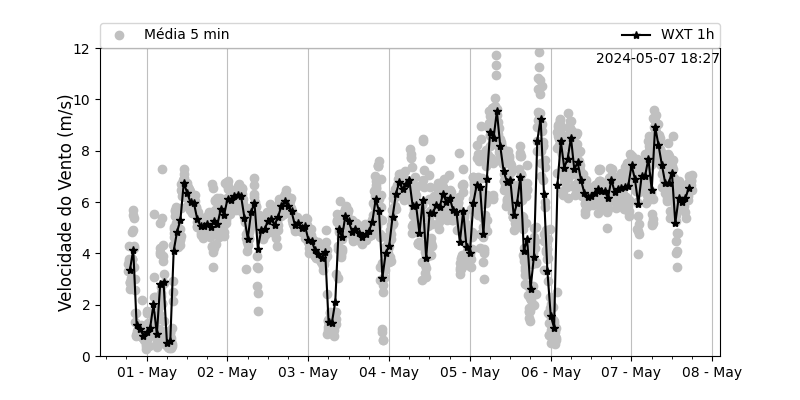 Média 5 min
WXT 1h
2024-05-07 18:27
Velocidade do Vento (m/s)
12
10
8
6
4
2
0
01 - May
02 - May
03 - May
04 - May
05 - May
06 - May
07 - May
08 - May